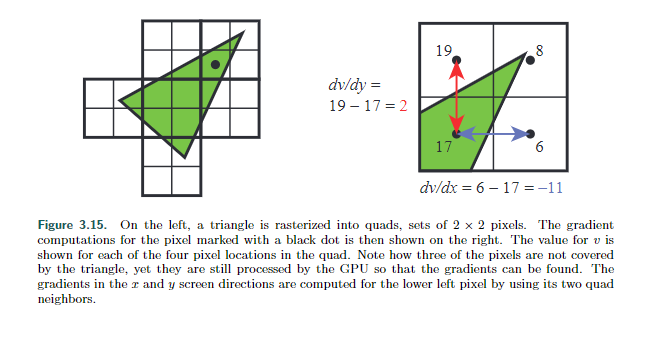 19
8
dv/dy =
19 – 17 = 2
17
6
dv/dx = 6 – 17 = –11
Figure 3.15. On the left, a triangle is rasterized into quads, sets of 2 × 2 pixels. The gradient
computations for the pixel marked with a black dot is then shown on the right. The value for v is
shown for each of the four pixel locations in the quad. Note how three of the pixels are not covered
by the triangle, yet they are still processed by the GPU so that the gradients can be found. The
gradients in the x and y screen directions are computed for the lower left pixel by using its two quad
neighbors.